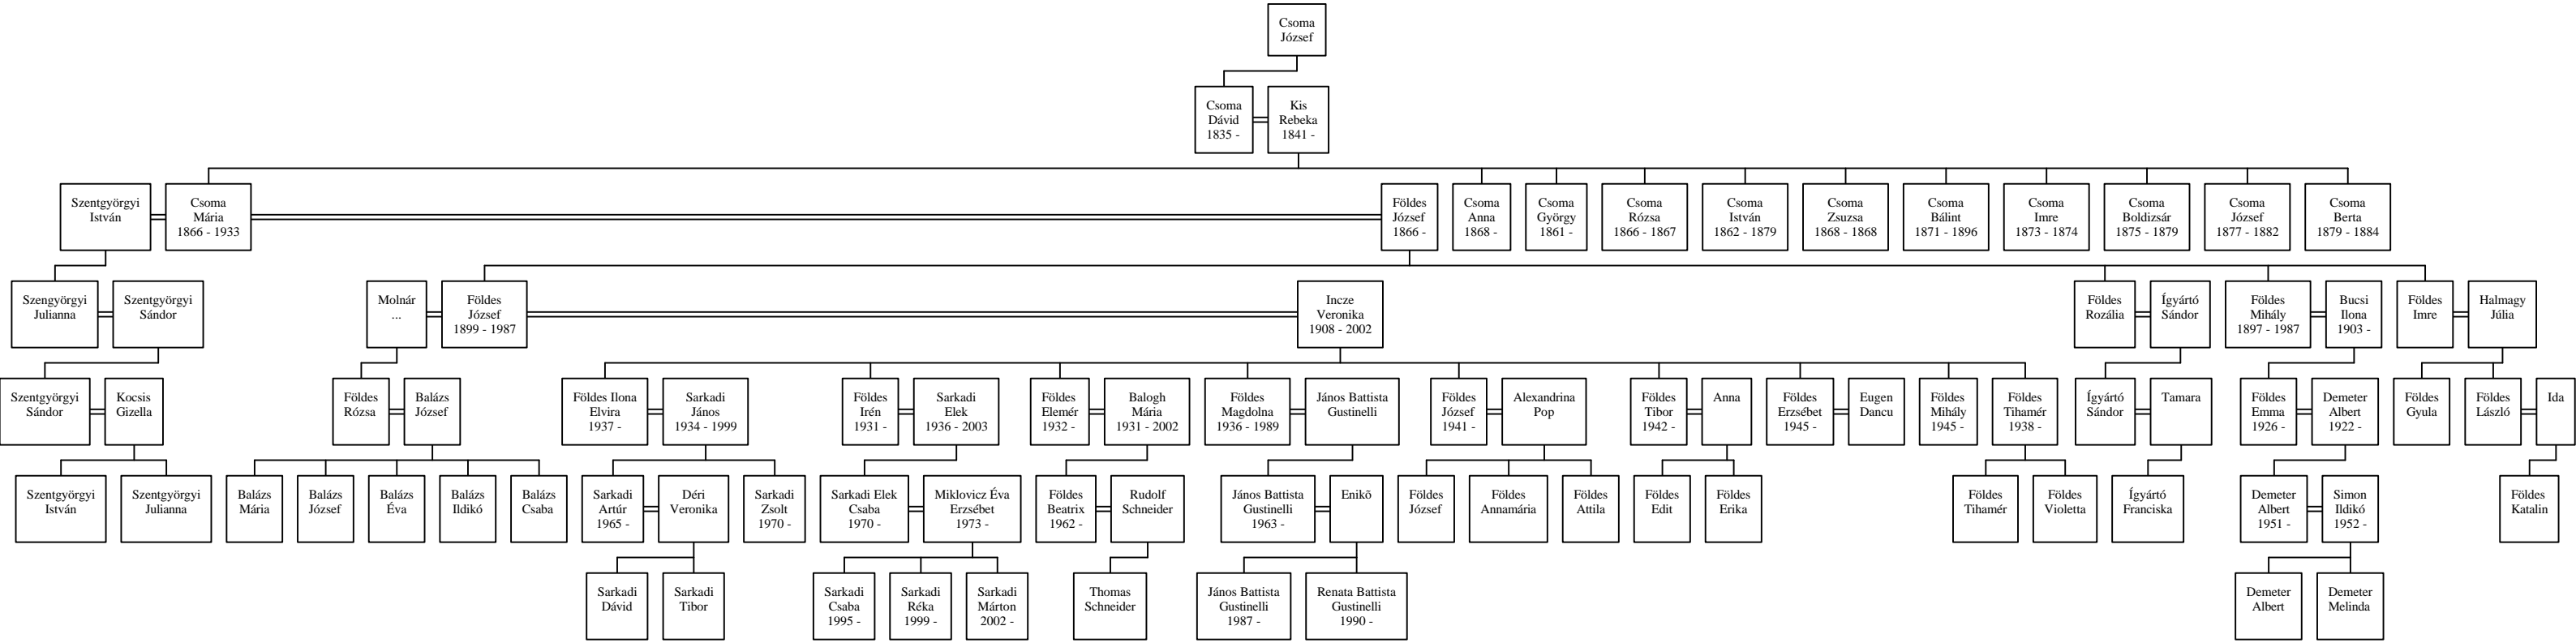 Csoma
József
Csoma
Dávid
1835 -
Kis
Rebeka
1841 -
Szentgyörgyi
István
Csoma
Mária
1866 - 1933
Földes
József
1866 -
Csoma
Anna
1868 -
Csoma
György
1861 -
Csoma
Rózsa
1866 - 1867
Csoma
István
1862 - 1879
Csoma
Zsuzsa
1868 - 1868
Csoma
Bálint
1871 - 1896
Csoma
Imre
1873 - 1874
Csoma
Boldizsár
1875 - 1879
Csoma
József
1877 - 1882
Csoma
Berta
1879 - 1884
Szengyörgyi
Julianna
Szentgyörgyi
Sándor
Molnár
...
Földes
József
1899 - 1987
Incze
Veronika
1908 - 2002
Földes
Rozália
Ígyártó
Sándor
Földes
Mihály
1897 - 1987
Bucsi
Ilona
1903 -
Földes
Imre
Halmagy
Júlia
Szentgyörgyi
Sándor
Kocsis
Gizella
Földes
Rózsa
Balázs
József
Földes Ilona
Elvira
1937 -
Sarkadi
János
1934 - 1999
Földes
Irén
1931 -
Sarkadi
Elek
1936 - 2003
Földes
Elemér
1932 -
Balogh
Mária
1931 - 2002
Földes
Magdolna
1936 - 1989
János Battista
Gustinelli
Földes
József
1941 -
Alexandrina
Pop
Földes
Tibor
1942 -
Anna
Földes
Erzsébet
1945 -
Eugen
Dancu
Földes
Mihály
1945 -
Földes
Tihamér
1938 -
Ígyártó
Sándor
Tamara
Földes
Emma
1926 -
Demeter
Albert
1922 -
Földes
Gyula
Földes
László
Ida
Szentgyörgyi
István
Szentgyörgyi
Julianna
Balázs
Mária
Balázs
József
Balázs
Éva
Balázs
Ildikó
Balázs
Csaba
Sarkadi
Artúr
1965 -
Déri
Veronika
Sarkadi
Zsolt
1970 -
Sarkadi Elek
Csaba
1970 -
Miklovicz Éva
Erzsébet
1973 -
Földes
Beatrix
1962 -
Rudolf
Schneider
János Battista
Gustinelli
1963 -
Enikõ
Földes
József
Földes
Annamária
Földes
Attila
Földes
Edit
Földes
Erika
Földes
Tihamér
Földes
Violetta
Ígyártó
Franciska
Demeter
Albert
1951 -
Simon
Ildikó
1952 -
Földes
Katalin
Sarkadi
Dávid
Sarkadi
Tibor
Sarkadi
Csaba
1995 -
Sarkadi
Réka
1999 -
Sarkadi
Márton
2002 -
Thomas
Schneider
János Battista
Gustinelli
1987 -
Renata Battista
Gustinelli
1990 -
Demeter
Albert
Demeter
Melinda